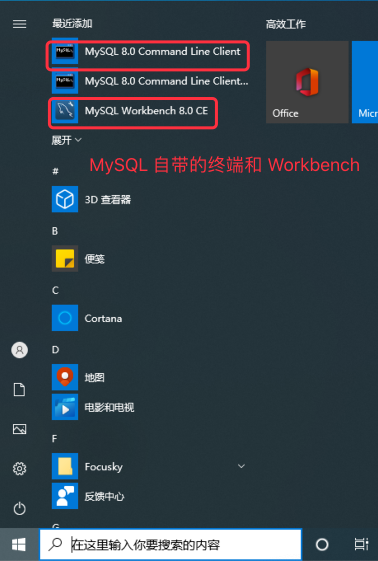 最近添加
高效工作
MySQL 8.0 Command Line Client
MySQL 8.0 Command Line Client...
MySQL Workbench 8.0 CE
Office
Micr
展开
MySQL 自带的终端和 Workbench
#
3D 查看器
B
便笺
C
Cortana
D
地图
电影和电视
F
Focusky
反馈中心
G
在这里输入你要搜索的内容